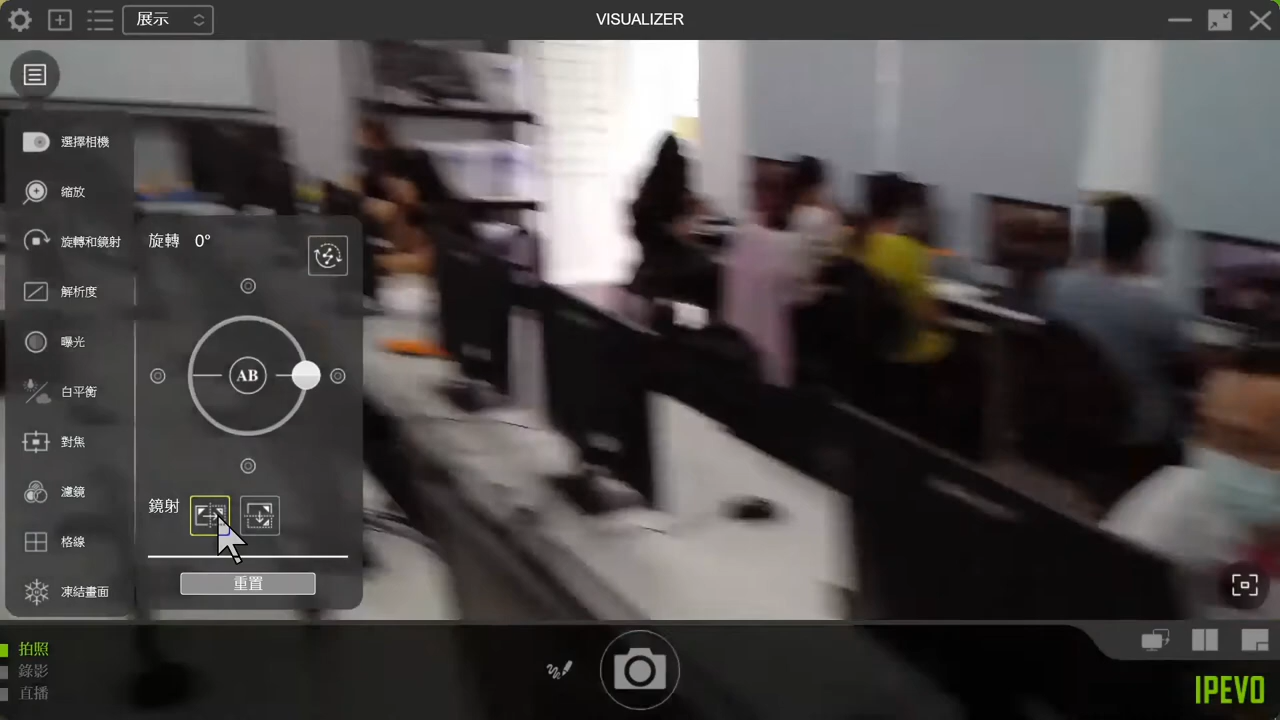 展示
VISUALIZER
選擇相機
縮放
旋轉和鏡射
解析度
曝光
白平衡
對焦
濾鏡
格線
凍結畫面
旋轉 0°
AB
鏡射
重置
拍照
錄影
直播
IPEVO